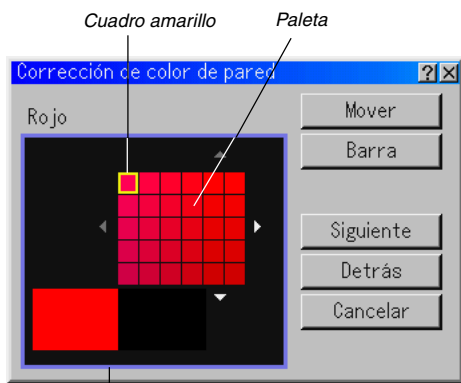 Cuadro amarillo
Paleta
Corrección de color de pared
Rojo
Mover
Barra
Siguiente
Detrás
Cancelar